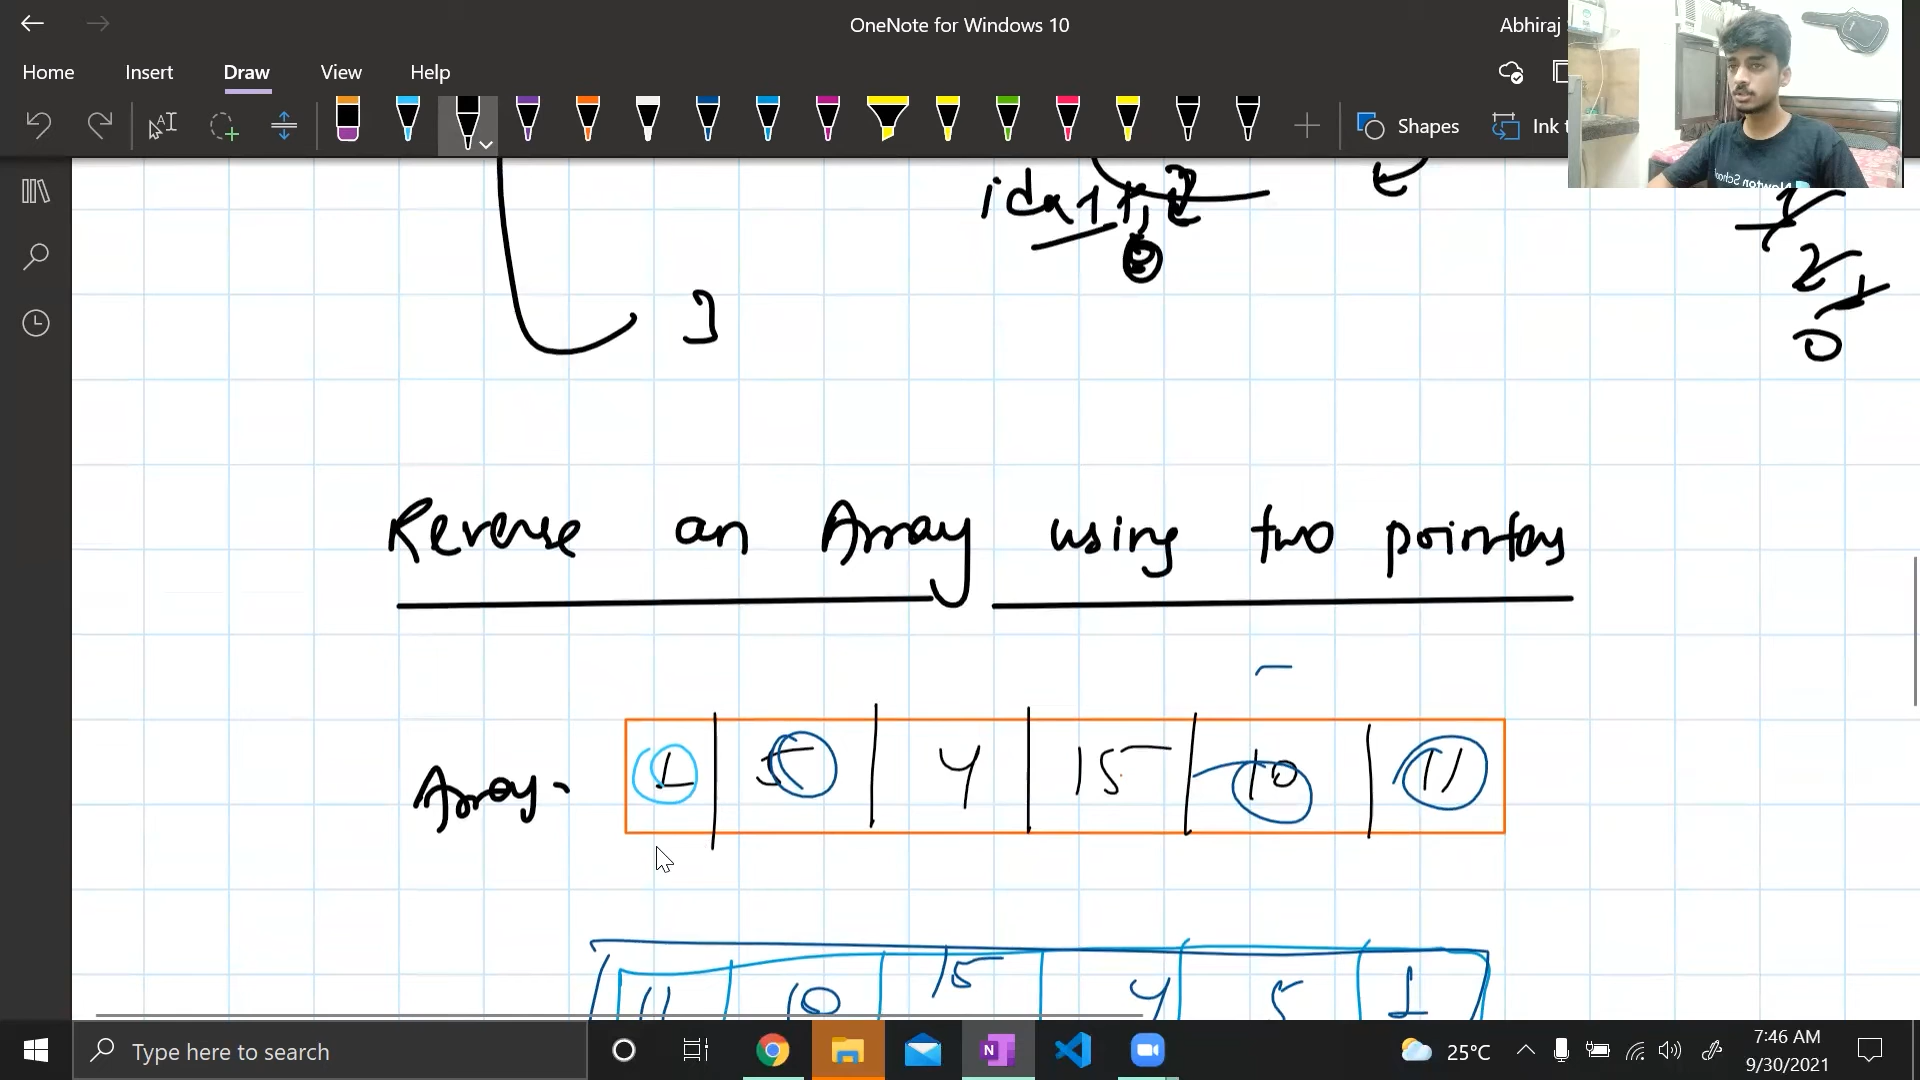 OneNote for Windows 10
Abhiraj
Home Insert Draw View Help
Shapes Ink t
]
2
0
Reverse an Array using two pointers
Array = 1 5 4 15 10 11
11 10 15 4 5 1
Type here to search
25°C
7:46 AM
9/30/2021